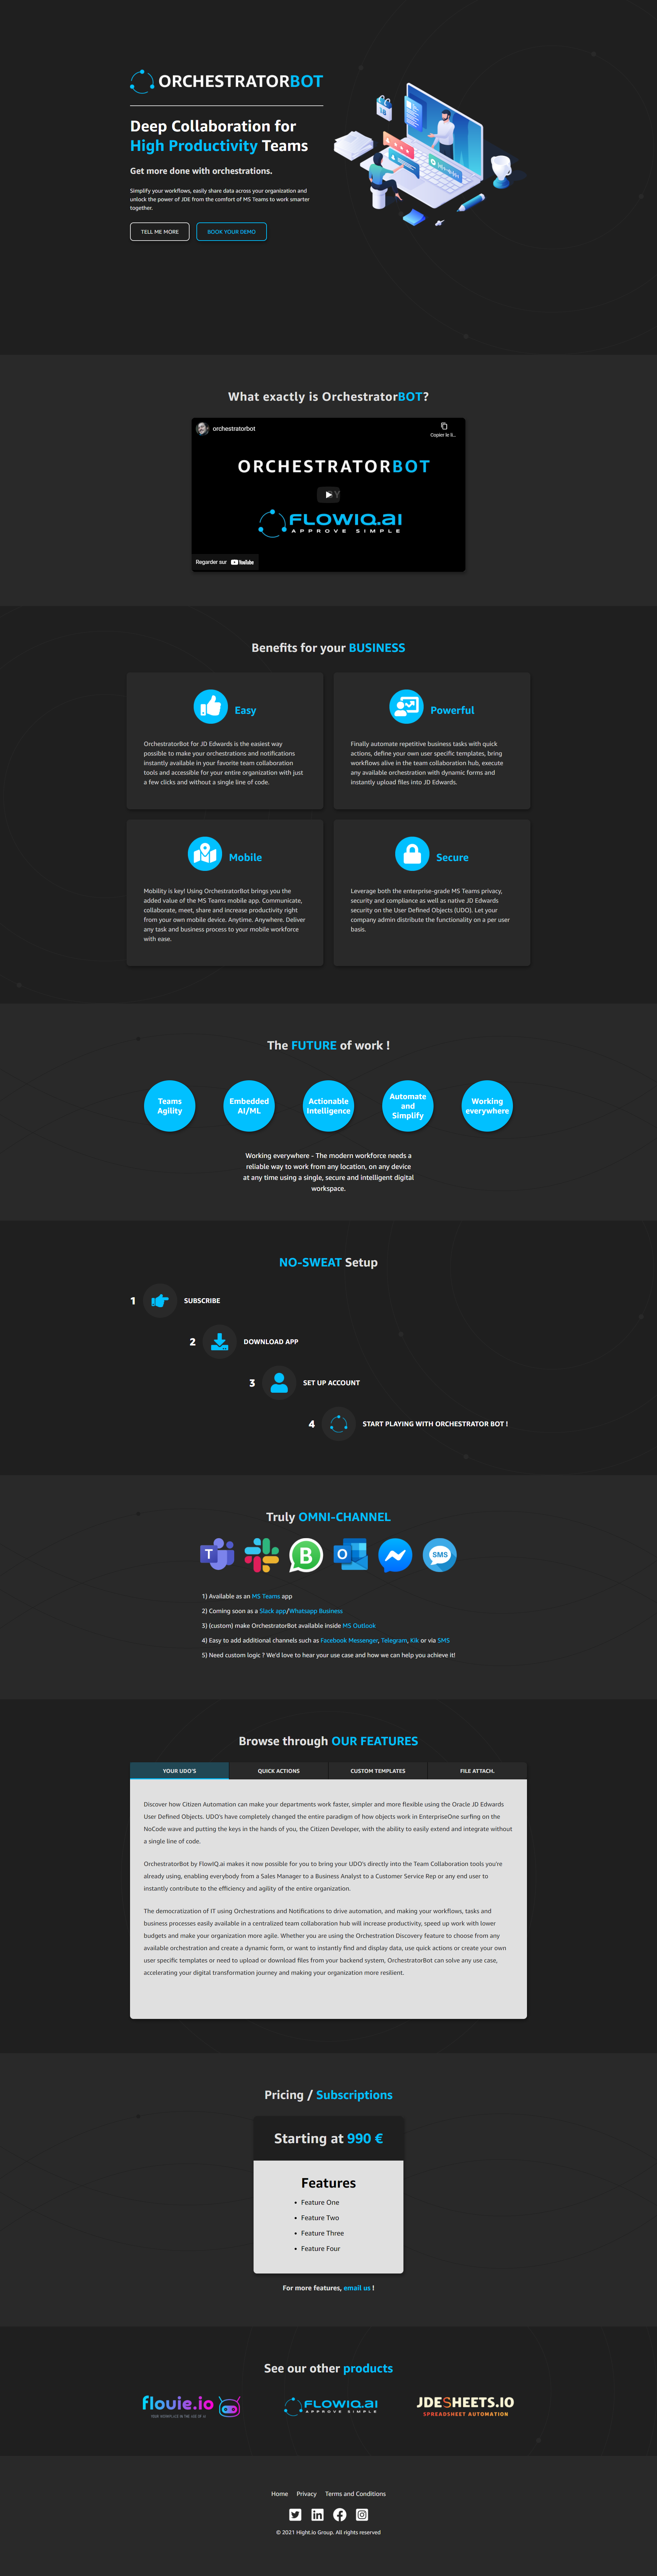 ORCHESTRATORBOT
Deep Collaboration for
High Productivity Teams
Get more done with orchestrations.
Simplify your workflows, easily share data across your organization and
unlock the power of JDE from the comfort of MS Teams to work smarter
together.
TELL ME MORE
BOOK YOUR DEMO
What exactly is OrchestratorBOT?
orchestratorbot
Copier le li...
ORCHESTRATORBOT
FLOWIQ.ai
APPROVE SIMPLE
Regarder sur YouTube
Benefits for your BUSINESS
Easy
OrchestratorBot for JD Edwards is the easiest way
possible to make your orchestrations and notifications
instantly available in your favorite team collaboration
tools and accessible for your entire organization with just
a few clicks and without a single line of code.
Powerful
Finally automate repetitive business tasks with quick
actions, define your own user specific templates, bring
workflows alive in the team collaboration hub, execute
any available orchestration with dynamic forms and
instantly upload files into JD Edwards.
Mobile
Mobility is key! Using OrchestratorBot brings you the
added value of the MS Teams mobile app. Communicate,
collaborate, meet, share and increase productivity right
from your own mobile device. Anytime. Anywhere. Deliver
any task and business process to your mobile workforce
with ease.
Secure
Leverage both the enterprise-grade MS Teams privacy,
security and compliance as well as native JD Edwards
security on the User Defined Objects (UDO). Let your
company admin distribute the functionality on a per user
basis.
The FUTURE of work !
Teams
Agility
Embedded
AI/ML
Actionable
Intelligence
Automate
and
Simplify
Working
everywhere
Working everywhere - The modern workforce needs a
reliable way to work from any location, on any device
at any time using a single, secure and intelligent digital
workspace.
NO-SWEAT Setup
1 SUBSCRIBE
2 DOWNLOAD APP
3 SET UP ACCOUNT
4 START PLAYING WITH ORCHESTRATOR BOT !
Truly OMNI-CHANNEL
T
B
O
SMS
1) Available as an MS Teams app
2) Coming soon as a Slack app/Whatsapp Business
3) (custom) make OrchestratorBot available inside MS Outlook
4) Easy to add additional channels such as Facebook Messenger, Telegram, Kik or via SMS
5) Need custom logic ? We'd love to hear your use case and how we can help you achieve it!
Browse through OUR FEATURES
YOUR UDO'S
QUICK ACTIONS
CUSTOM TEMPLATES
FILE ATTACH.
Discover how Citizen Automation can make your departments work faster, simpler and more flexible using the Oracle JD Edwards
User Defined Objects. UDO's have completely changed the entire paradigm of how objects work in EnterpriseOne surfing on the
NoCode wave and putting the keys in the hands of you, the Citizen Developer, with the ability to easily extend and integrate without
a single line of code.
OrchestratorBot by FlowIQ.ai makes it now possible for you to bring your UDO's directly into the Team Collaboration tools you're
already using, enabling everybody from a Sales Manager to a Business Analyst to a Customer Service Rep or any end user to
instantly contribute to the efficiency and agility of the entire organization.
The democratization of IT using Orchestrations and Notifications to drive automation, and making your workflows, tasks and
business processes easily available in a centralized team collaboration hub will increase productivity, speed up work with lower
budgets and make your organization more agile. Whether you are using the Orchestration Discovery feature to choose from any
available orchestration and create a dynamic form, or want to instantly find and display data, use quick actions or create your own
user specific templates or need to upload or download files from your backend system, OrchestratorBot can solve any use case,
accelerating your digital transformation journey and making your organization more resilient.
Pricing / Subscriptions
Starting at 990 €
Features
• Feature One
• Feature Two
• Feature Three
• Feature Four
For more features, email us !
See our other products
flouie.io
FLOWIQ.ai
APPROVE SIMPLE
JDESHEETS.IO
SPREADSHEET AUTOMATION
Home
Privacy
Terms and Conditions
© 2021 Hight.io Group. All rights reserved